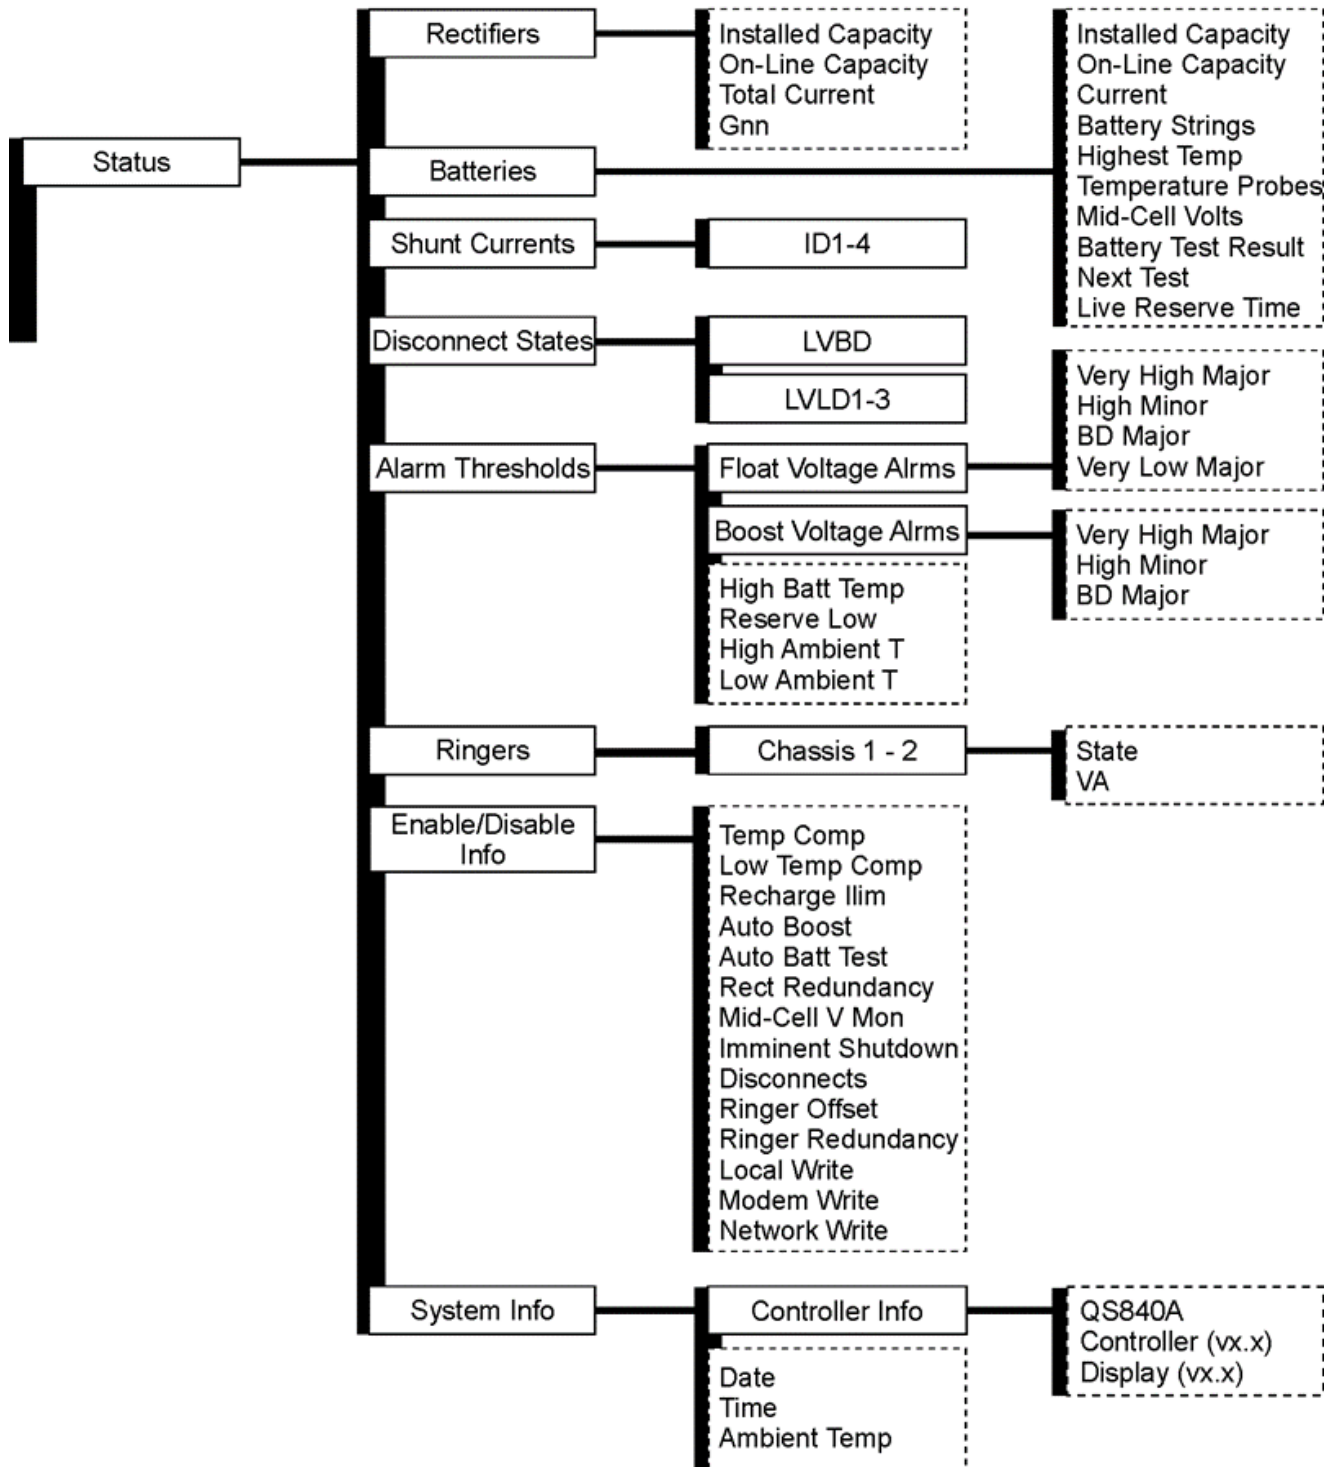 Status
Rectifiers
Installed Capacity
On-Line Capacity
Total Current
Gnn
Batteries
Installed Capacity
On-Line Capacity
Current
Battery Strings
Highest Temp
Temperature Probes
Mid-Cell Volts
Battery Test Result
Next Test
Live Reserve Time
Shunt Currents
ID1-4
Disconnect States
LVBD
LVLD1-3
Alarm Thresholds
Float Voltage Alrms
Very High Major
High Minor
BD Major
Very Low Major
Boost Voltage Alrms
Very High Major
High Minor
BD Major
High Batt Temp
Reserve Low
High Ambient T
Low Ambient T
Ringers
Chassis 1 - 2
State
VA
Enable/Disable
Info
Temp Comp
Low Temp Comp
Recharge Ilim
Auto Boost
Auto Batt Test
Rect Redundancy
Mid-Cell V Mon
Imminent Shutdown
Disconnects
Ringer Offset
Ringer Redundancy
Local Write
Modem Write
Network Write
System Info
Controller Info
QS840A
Controller (vx.x)
Display (vx.x)
Date
Time
Ambient Temp